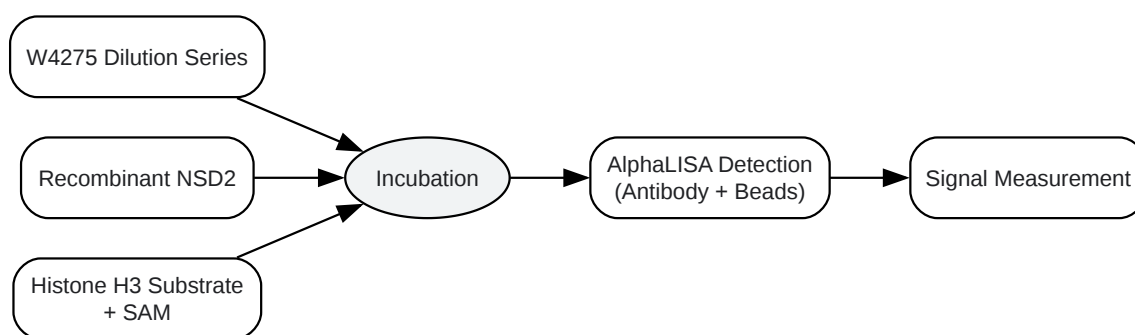 W4275 Dilution Series
Recombinant NSD2
Histone H3 Substrate
+ SAM
Incubation
AlphaLISA Detection
(Antibody + Beads)
Signal Measurement